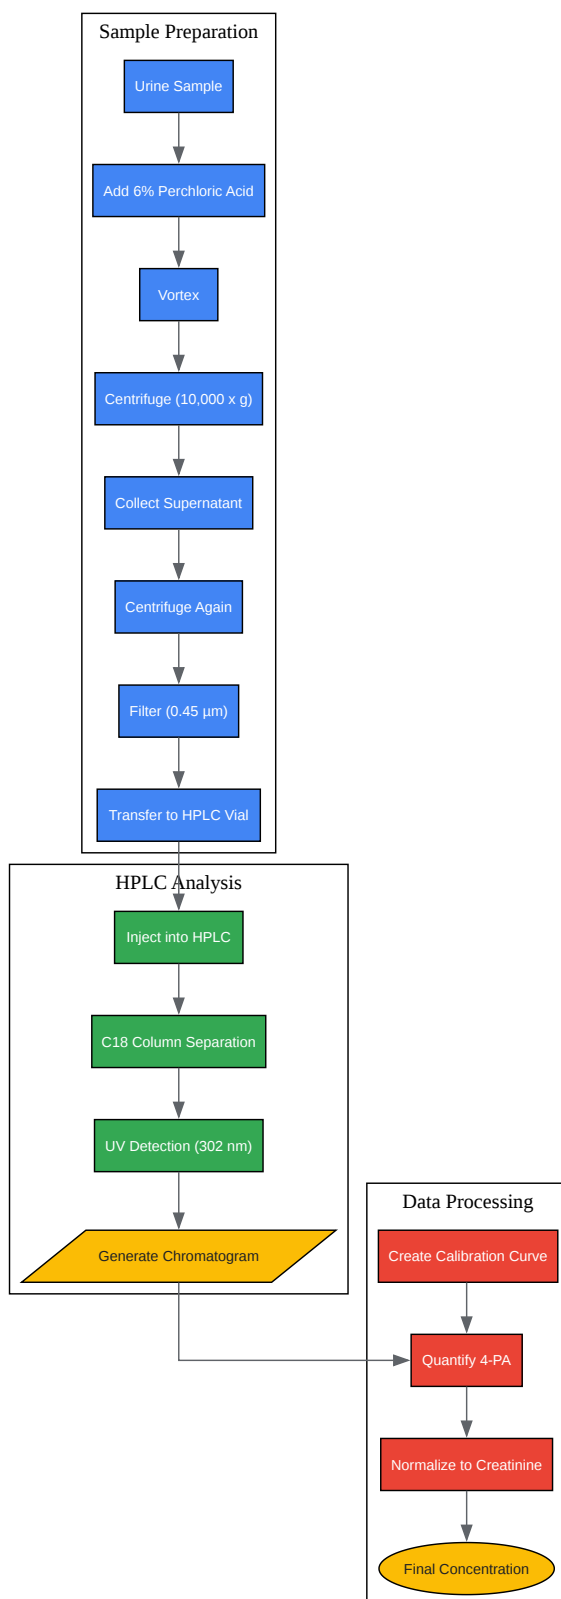 Sample Preparation
Urine Sample
Add 6% Perchloric Acid
Vortex
Centrifuge (10,000 x g)
Collect Supernatant
Centrifuge Again
Filter (0.45 µm)
Transfer to HPLC Vial
HPLC Analysis
Inject into HPLC
C18 Column Separation
UV Detection (302 nm)
Generate Chromatogram
Data Processing
Create Calibration Curve
Quantify 4-PA
Normalize to Creatinine
Final Concentration